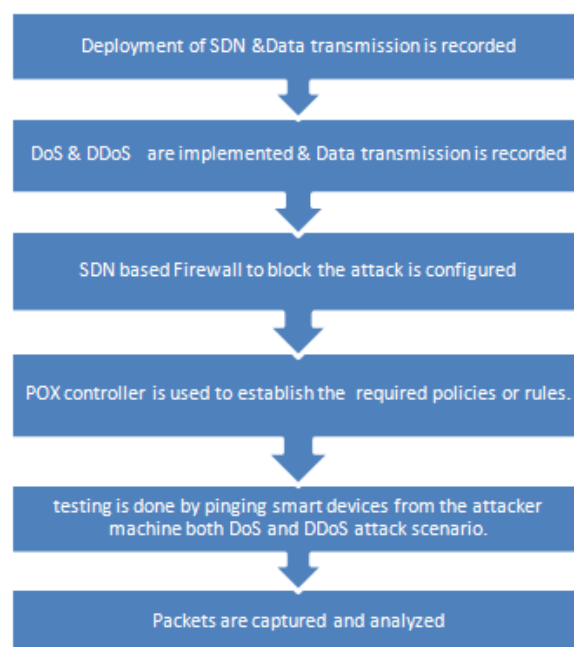 Deployment of SDN &Data transmission is recorded
DoS & DDoS are implemented & Data transmission is recorded
SDN based Firewall to block the attack is configured
POX controller is used to establish the required policies or rules.
testing is done by pinging smart devices from the attacker
machine both DoS and DDoS attack scenario.
Packets are captured and analyzed